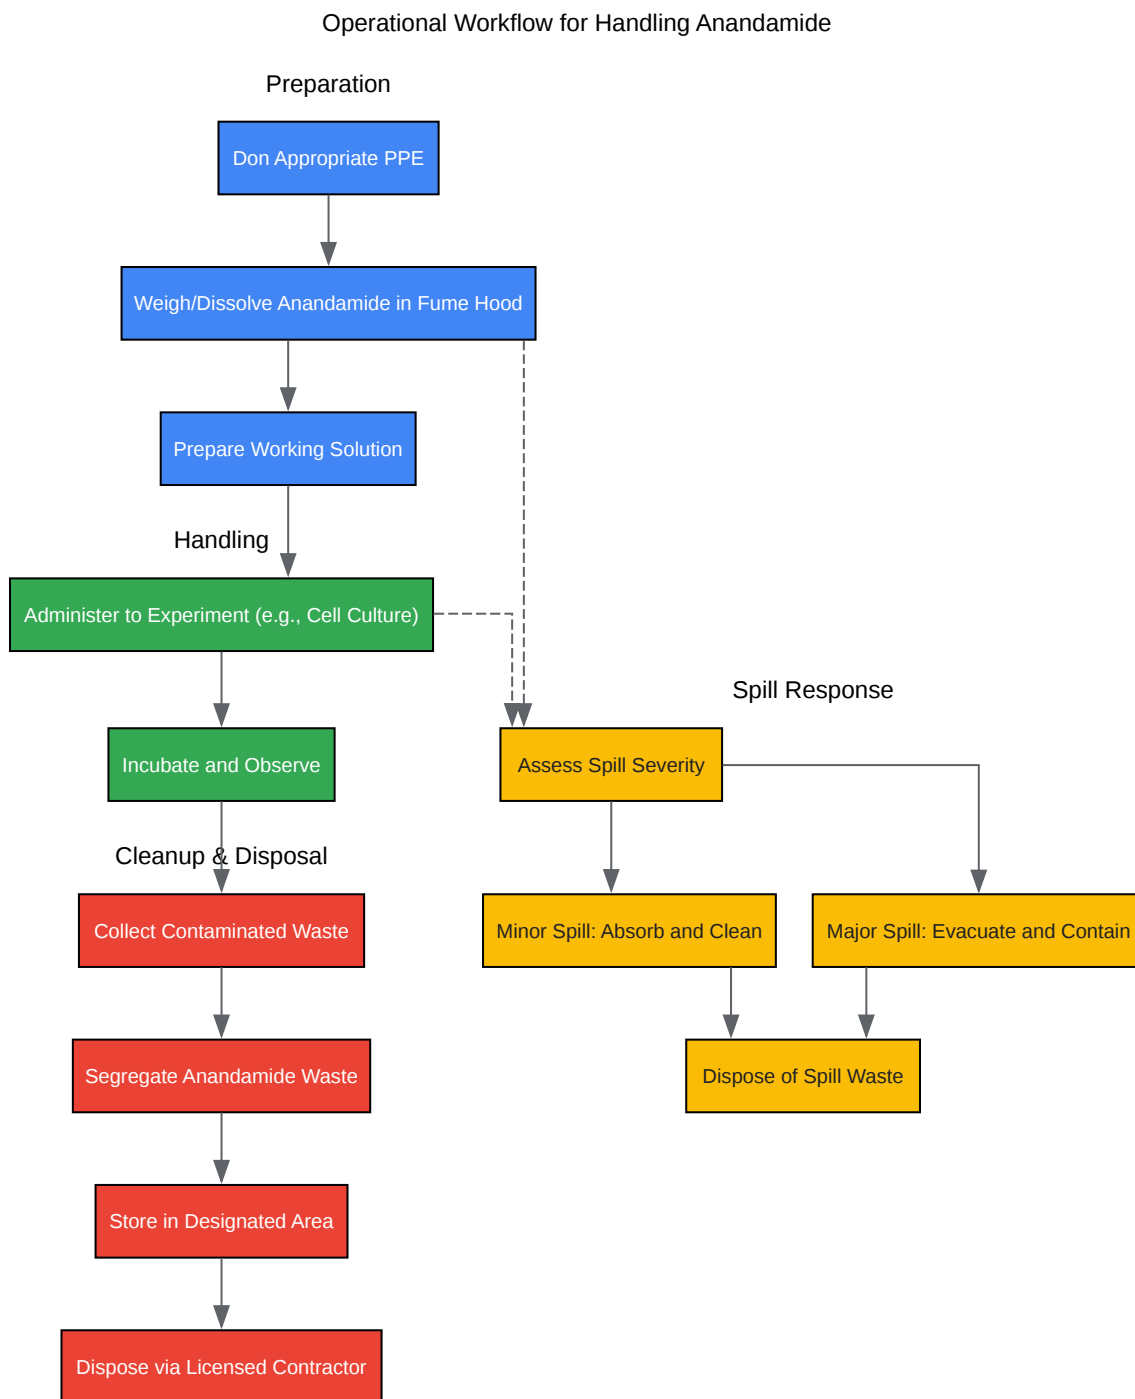 Operational Workflow for Handling Anandamide
Preparation
Don Appropriate PPE
Weigh/Dissolve Anandamide in Fume Hood
Prepare Working Solution
Handling
Administer to Experiment (e.g., Cell Culture)
Incubate and Observe
Cleanup & Disposal
Collect Contaminated Waste
Segregate Anandamide Waste
Store in Designated Area
Dispose via Licensed Contractor
Spill Response
Assess Spill Severity
Minor Spill: Absorb and Clean
Major Spill: Evacuate and Contain
Dispose of Spill Waste